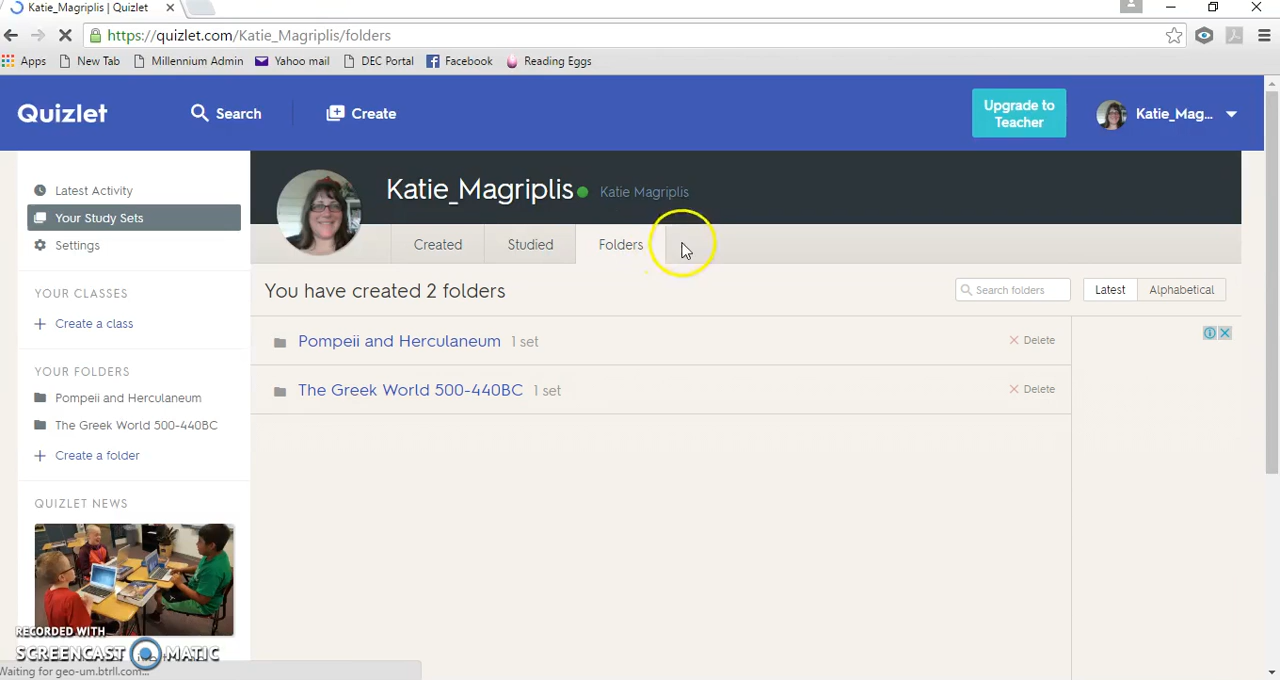 Katie_Magriplis | Quizlet
https://quizlet.com/Katie_Magriplis/folders
Apps New Tab Millennium Admin Yahoo mail DEC Portal Facebook Reading Eggs
Quizlet Search Create Upgrade to Teacher Katie_Mag...
Latest Activity
Your Study Sets
Settings
YOUR CLASSES
+ Create a class
YOUR FOLDERS
Pompeii and Herculaneum
The Greek World 500-440BC
+ Create a folder
QUIZLET NEWS
Katie_Magriplis Katie Magriplis
Created Studied Folders
You have created 2 folders Search folders Latest Alphabetical
Pompeii and Herculaneum 1 set Delete
The Greek World 500-440BC 1 set Delete
RECORDED WITH
SCREENCAST MATIC
Waiting for geo-um.btrll.com...